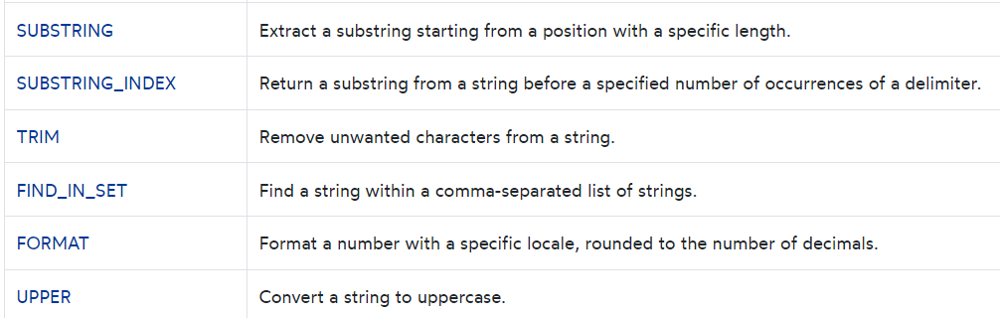 SUBSTRING Extract a substring starting from a position with a specific length.
SUBSTRING_INDEX Return a substring from a string before a specified number of occurrences of a delimiter.
TRIM Remove unwanted characters from a string.
FIND_IN_SET Find a string within a comma-separated list of strings.
FORMAT Format a number with a specific locale, rounded to the number of decimals.
UPPER Convert a string to uppercase.